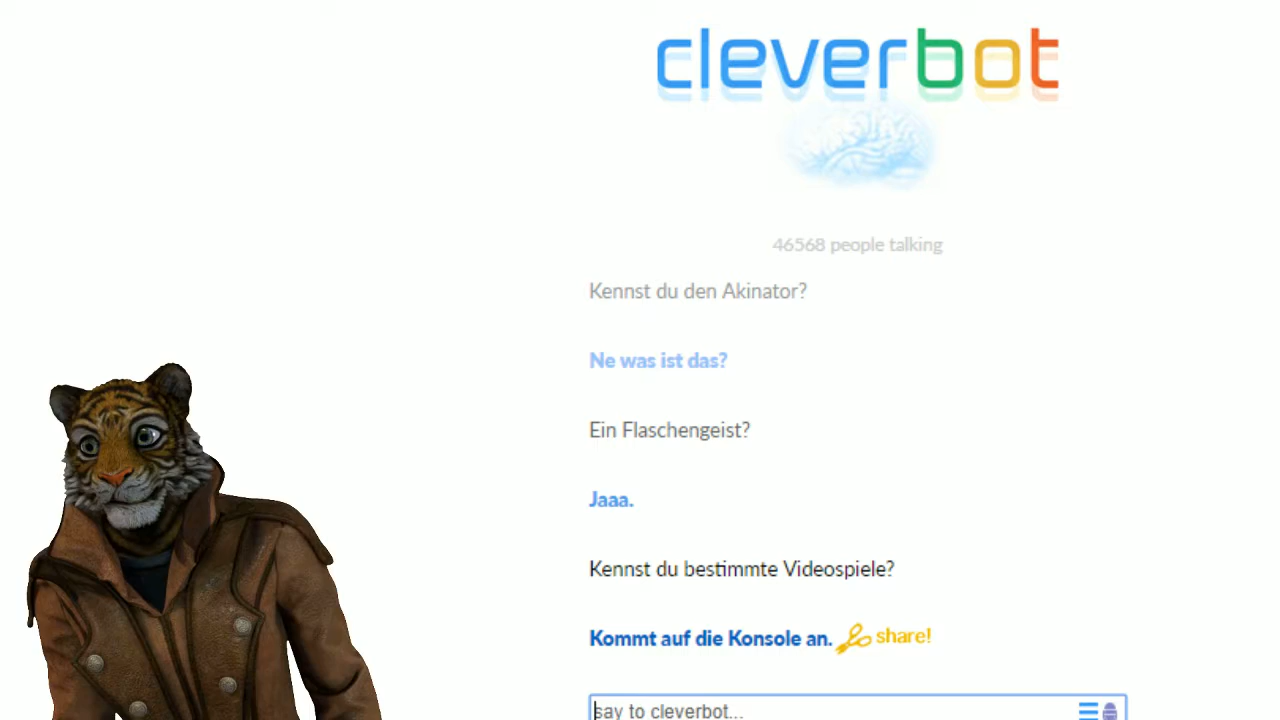 cleverbot
46568 people talking
Kennst du den Akinator?
Ne was ist das?
Ein Flaschengeist?
Jaaa.
Kennst du bestimmte Videospiele?
Kommt auf die Konsole an. share!
say to cleverbot...